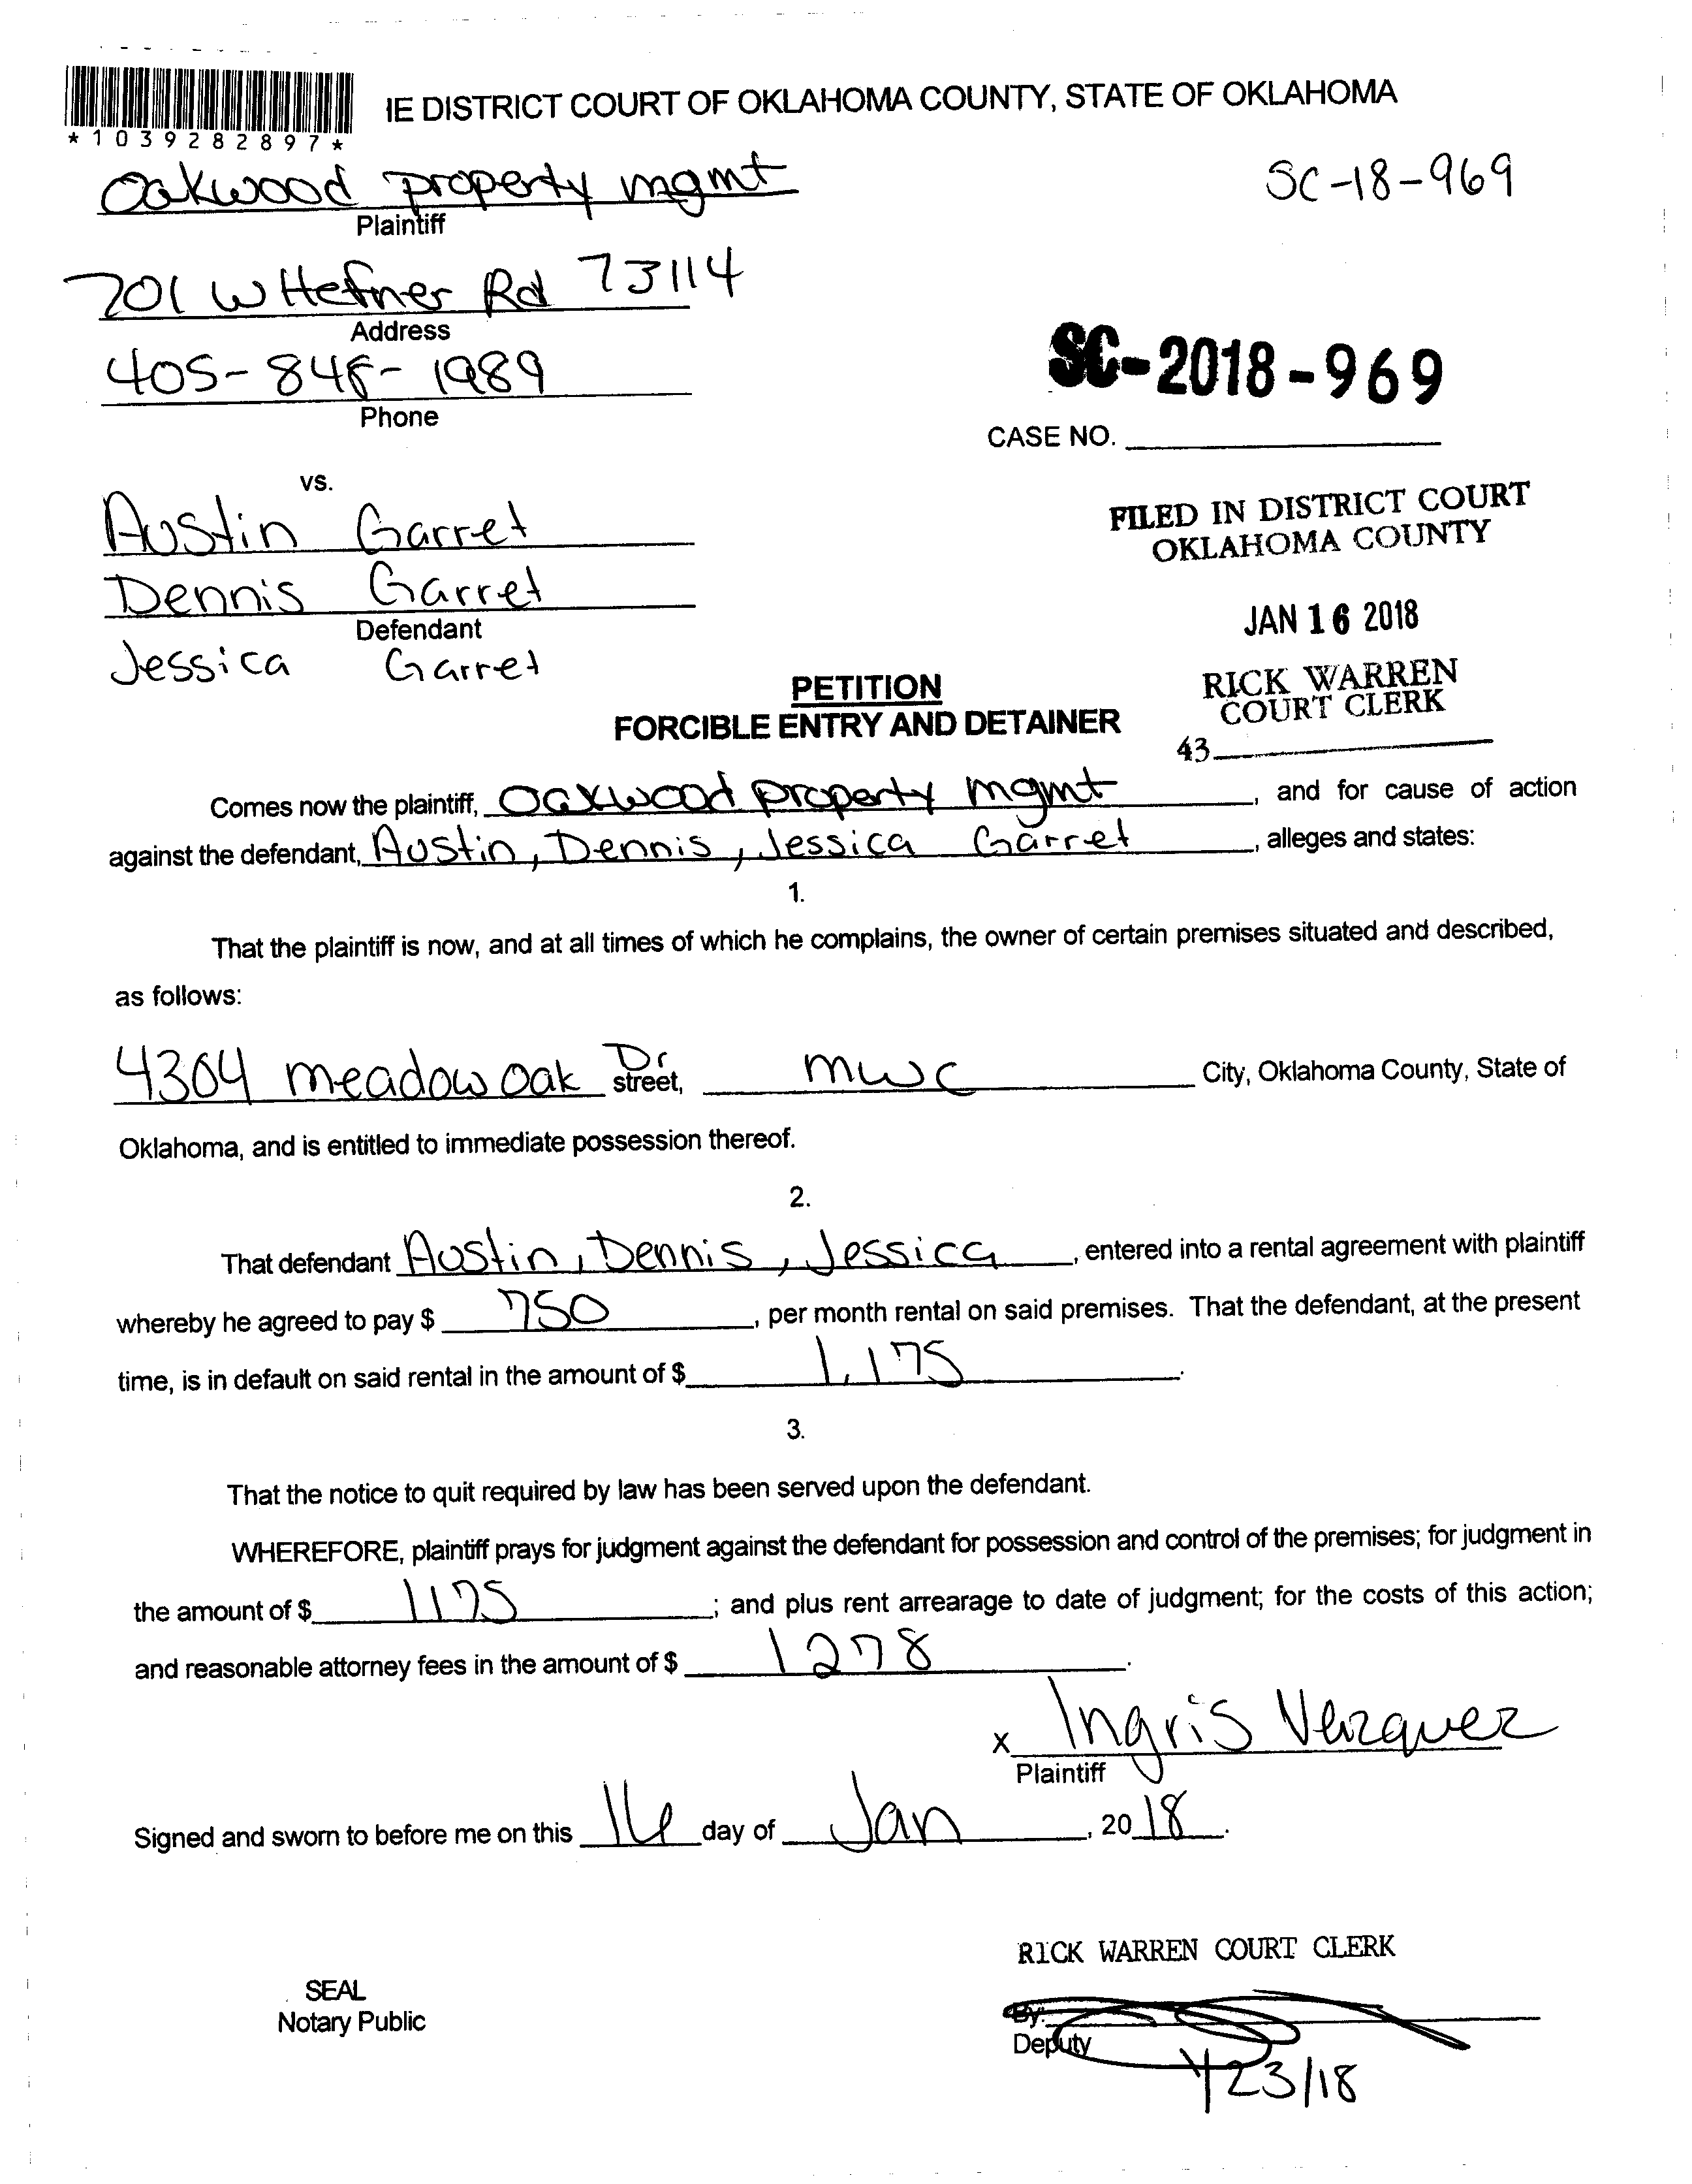 IE DISTRICT COURT OF OKLAHOMA COUNTY, STATE OF OKLAHOMA
*1039282897*
Oakwood property mgmt
Plaintiff
SC-18-969
701 W Hefner Rd 73114
Address
405-848-1989
Phone
SC-2018-969
CASE NO.
vs.
Austin Garret
Dennis Garret
Defendant
Jessica Garret
FILED IN DISTRICT COURT
OKLAHOMA COUNTY
JAN 16 2018
RICK WARREN
COURT CLERK
43
PETITION
FORCIBLE ENTRY AND DETAINER
Comes now the plaintiff, Oakwood property mgmt, and for cause of action
against the defendant, Austin, Dennis, Jessica Garret, alleges and states:
1.
That the plaintiff is now, and at all times of which he complains, the owner of certain premises situated and described,
as follows:
4304 meadow oak Dr street, mwc City, Oklahoma County, State of
Oklahoma, and is entitled to immediate possession thereof.
2.
That defendant Austin, Dennis, Jessica, entered into a rental agreement with plaintiff
whereby he agreed to pay $ 750, per month rental on said premises. That the defendant, at the present
time, is in default on said rental in the amount of $ 1,175.
3.
That the notice to quit required by law has been served upon the defendant.
WHEREFORE, plaintiff prays for judgment against the defendant for possession and control of the premises; for judgment in
the amount of $ 1175; and plus rent arrearage to date of judgment; for the costs of this action;
and reasonable attorney fees in the amount of $ 1278.
x Ingris Vazquez
Plaintiff
Signed and sworn to before me on this 16 day of Jan, 20 18.
RICK WARREN COURT CLERK
SEAL
Notary Public
By:
Deputy
1/23/18